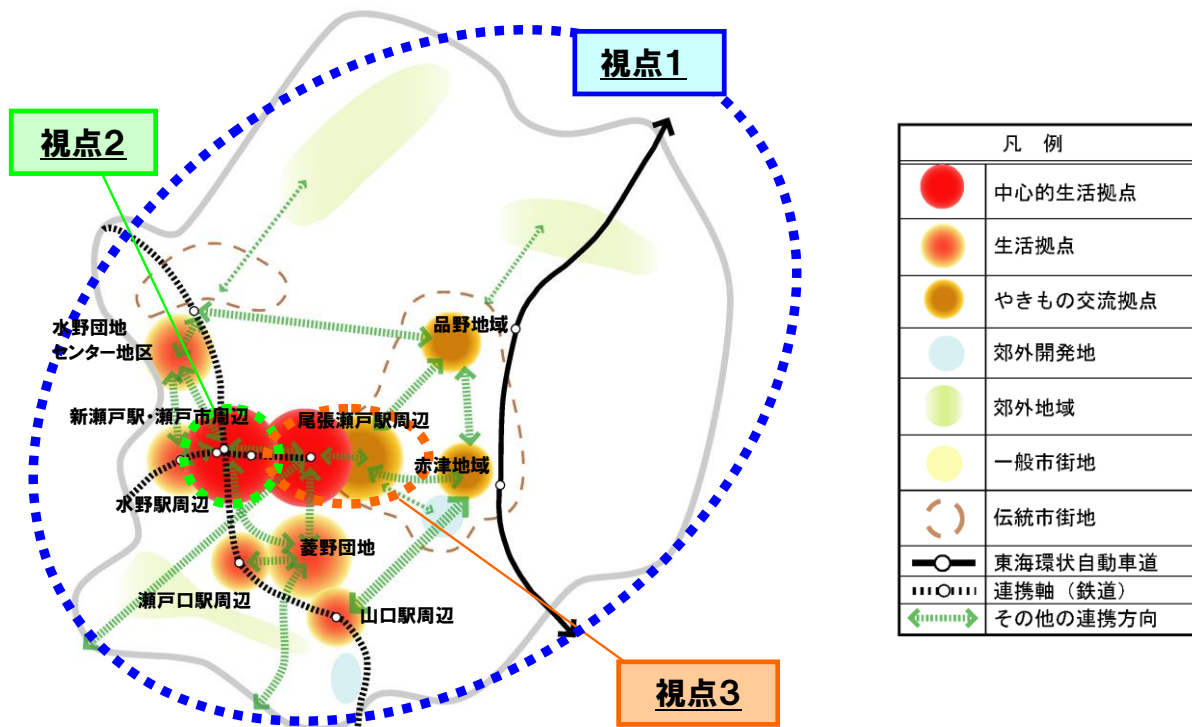 視点1
視点2
水野団地
センター地区
品野地域
新瀬戸駅・瀬戸市周辺
尾張瀬戸駅周辺
赤津地域
水野駅周辺
菱野団地
瀬戸口駅周辺
山口駅周辺
視点3
凡 例
中心的生活拠点
生活拠点
やきもの交流拠点
郊外開発地
郊外地域
一般市街地
伝統市街地
東海環状自動車道
連携軸（鉄道）
その他の連携方向